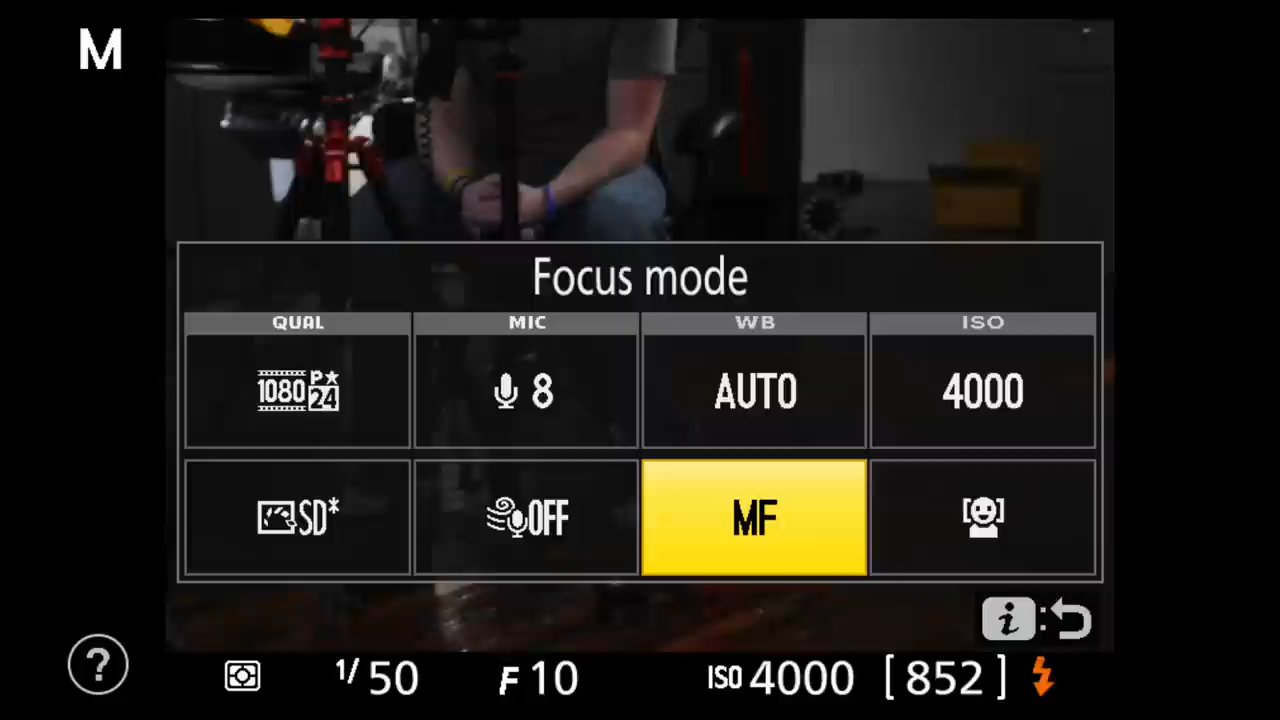 M
Focus mode
QUAL MIC WB ISO
1080 P★ 24 8 AUTO 4000
SD* OFF MF
i:
? 1/50 F10 ISO 4000 [852]